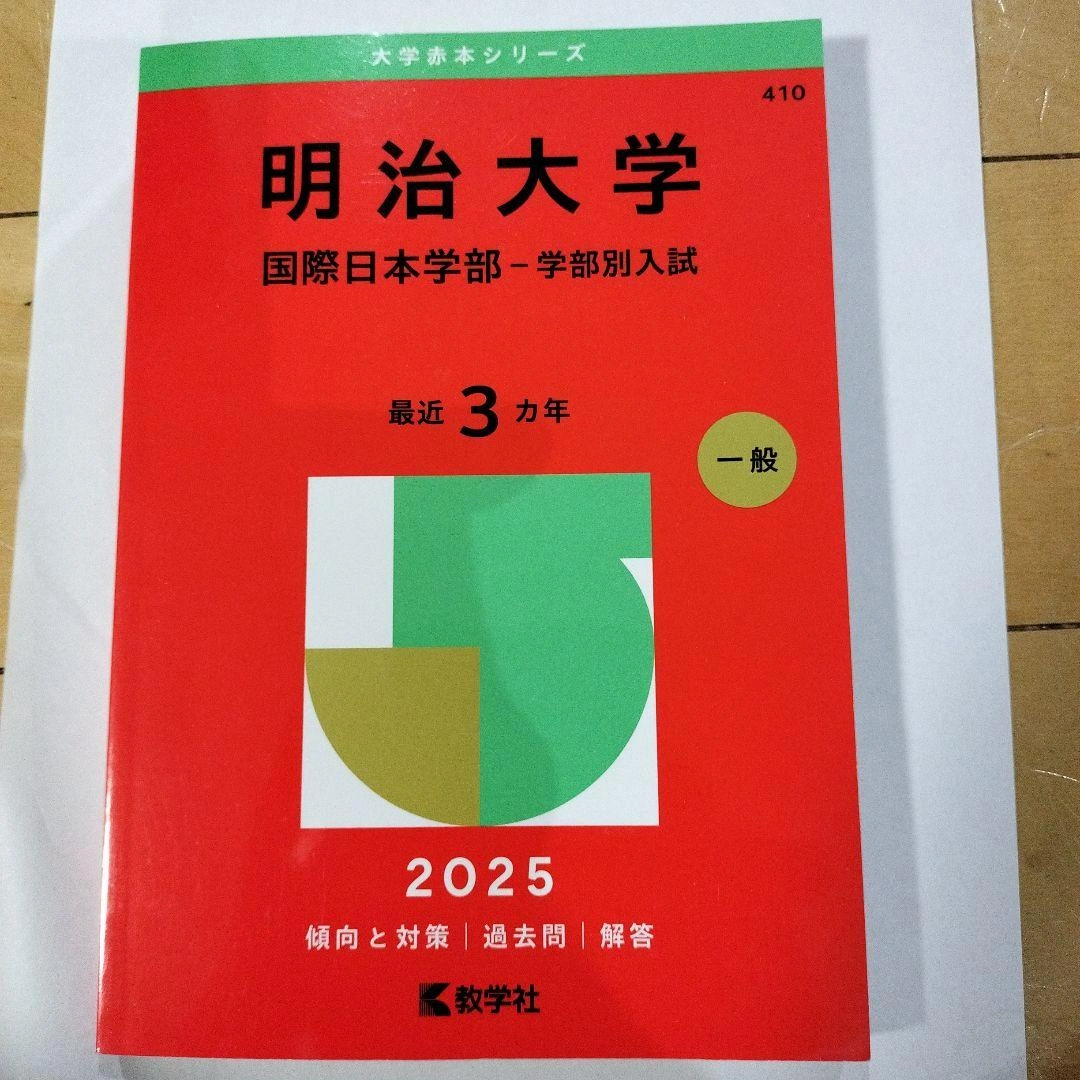 大学赤本シリーズ
410
明治大学
国際日本学部-学部別入試
最近 3 カ年
一般
2025
傾向と対策|過去問|解答
教学社